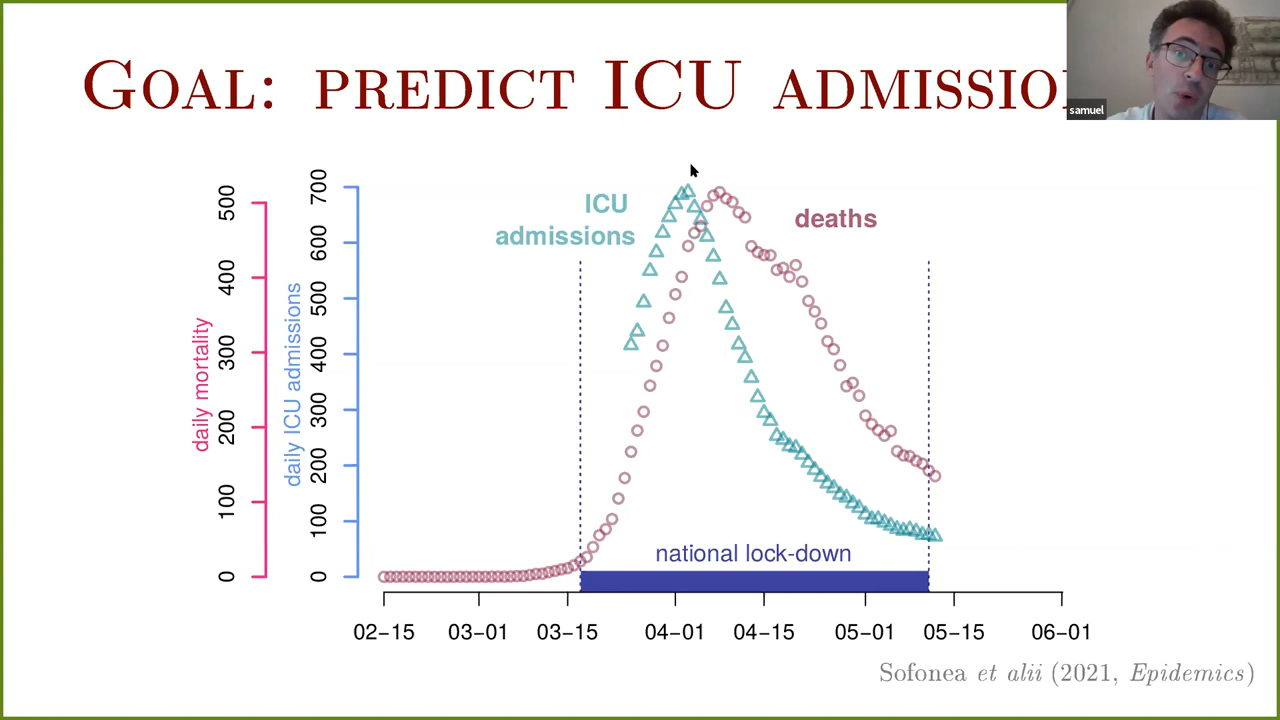 GOAL: PREDICT ICU ADMISSIO
samuel
ICU
admissions
deaths
daily mortality
0 100 200 300 400 500
daily ICU admissions
0 100 200 300 400 500 600 700
national lock-down
02-15 03-01 03-15 04-01 04-15 05-01 05-15 06-01
Sofonea et alii (2021, Epidemics)